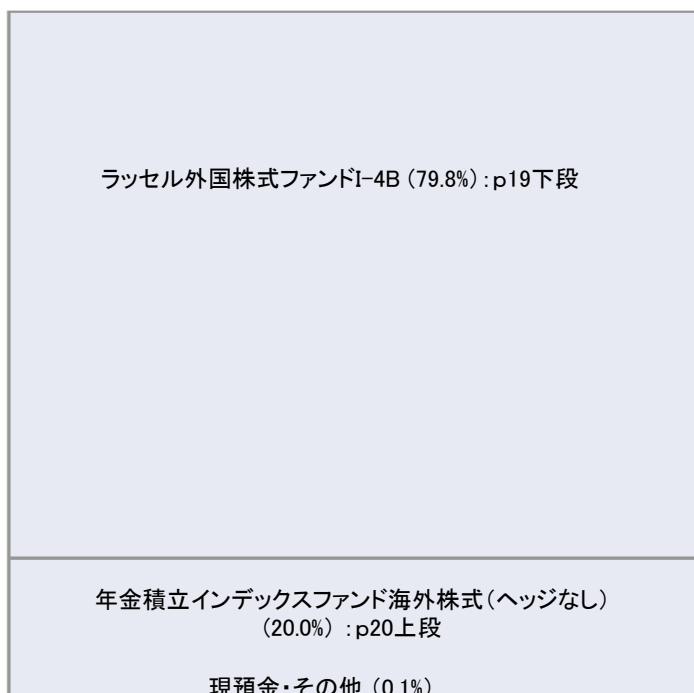 ラッセル外国株式ファンドI-4B (79.8%) :p19下段
年金積立インデックスファンド海外株式(ヘッジなし)
(20.0%) :p20上段
現預金・その他 (0.1%)